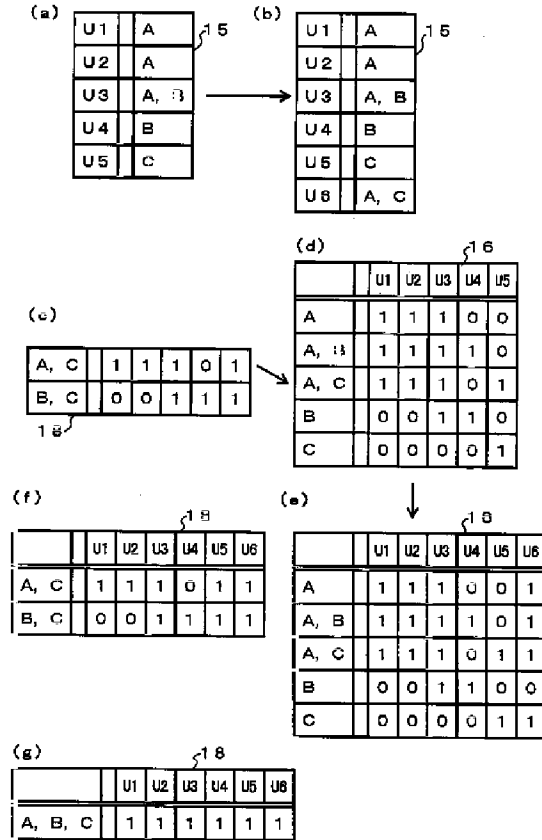 (a)
15
U1 A
U2 A
U3 A, B
U4 B
U5 C
(b)
15
U1 A
U2 A
U3 A, B
U4 B
U5 C
U6 A, C
(c)
A, C 1 1 1 0 1
B, C 0 0 1 1 1
18
(d)
16
U1 U2 U3 U4 U5
A 1 1 1 0 0
A, B 1 1 1 1 0
A, C 1 1 1 0 1
B 0 0 1 1 0
C 0 0 0 0 1
(f)
18
U1 U2 U3 U4 U5 U6
A, C 1 1 1 0 1 1
B, C 0 0 1 1 1 1
(e)
U1 U2 U3 U4 U5 U6
A 1 1 1 0 0 1
A, B 1 1 1 1 0 1
A, C 1 1 1 0 1 1
B 0 0 1 1 0 0
C 0 0 0 0 1 1
(g)
18
U1 U2 U3 U4 U5 U6
A, B, C 1 1 1 1 1 1